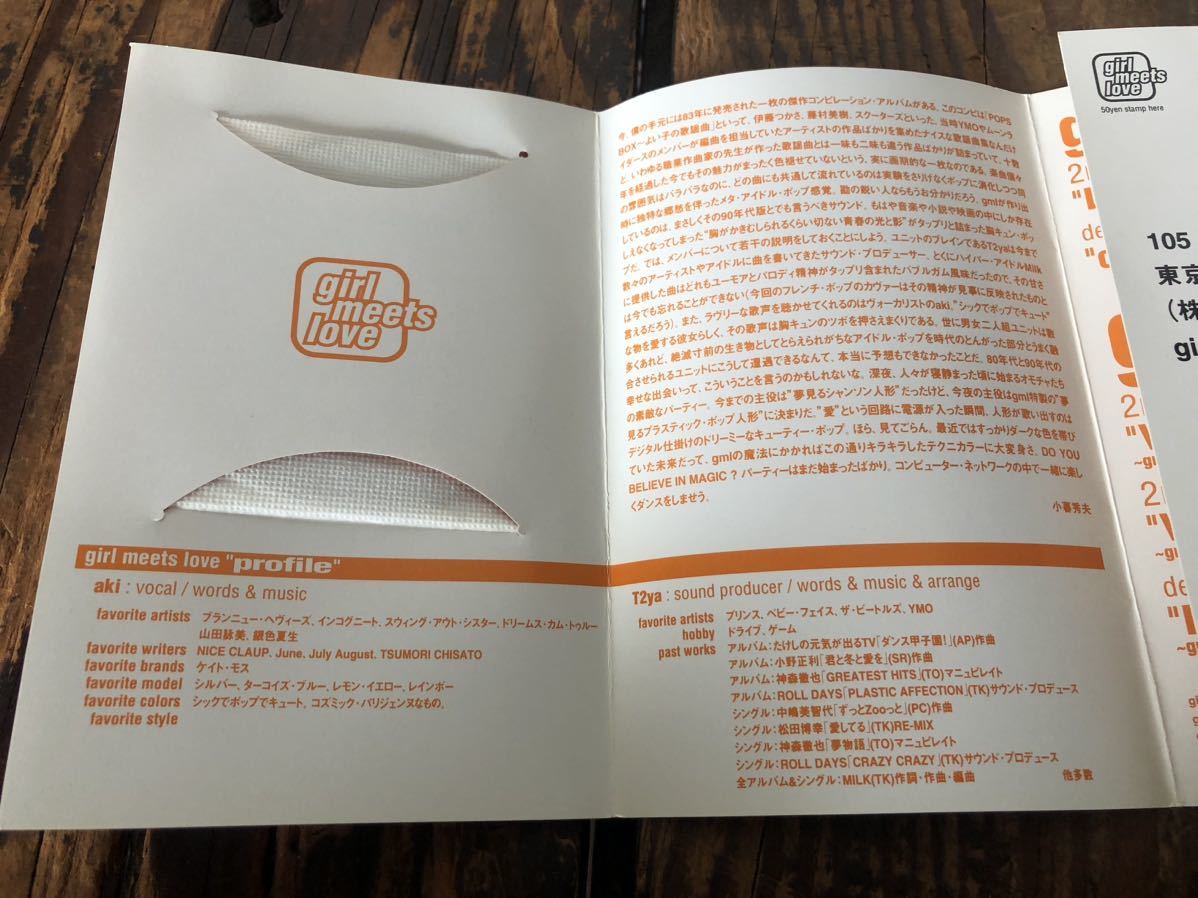 girl
meets
love
girl meets love "profile"
aki : vocal / words & music
favorite artists ブランニュー・ヘヴィーズ、インコグニート、スウィング・アウト・シスター、ドリームス・カム・トゥルー
山田詠美、銀色夏生
favorite writers NICE CLAUP. June. July August. TSUMORI CHISATO
favorite brands ケイト・モス
favorite model シルバー、ターコイズ・ブルー、レモン・イエロー、レインボー
favorite colors シックでポップでキュート。コズミック・パリジェンヌなもの。
favorite style
今、僕の手元には83年に発売された一枚の傑作コンピレーション・アルバムがある。このコンピは「POPS
BOX〜よい子の歌謡曲」といって、伊藤つかさ、藤村美樹、スクーターズといった、当時YMOやムーンラ
イダースのメンバーが編曲を担当していたアーティストの作品ばかりを集めたナイスな歌謡曲集なんだけ
ど、いわゆる職業作曲家の先生が作った歌謡曲とは一味も二味も違う作品ばかりが詰まっていて、十数
年を経過した今でもその魅力がまったく色褪せていないという、実に画期的な一枚なのである。楽曲個々
の雰囲気はバラバラなのに、どの曲にも共通して流れているのは実験をさりげなくポップに消化しつつ同
時に独特な郷愁を伴ったメタ・アイドル・ポップ感覚。勘の鋭い人ならもうお分かりだろう。gmlが作り出
しているのは、まさしくその90年代版とでも言うべきサウンド。もはや音楽や小説や映画の中にしか存在
しえなくなってしまった"胸がかきむしられるくらい切ない青春の光と影"がタップリと詰まった胸キュン・ポッ
プだ。では、メンバーについて若干の説明をしておくことにしよう。ユニットのブレインであるT2yaは今まで
数々のアーティストやアイドルに曲を書いてきたサウンド・プロデューサー。とくにハイパー・アイドルMilK
に提供した曲はどれもユーモアとパロディ精神がタップリ含まれたバブルガム風味だったので、その甘さ
は今でも忘れることができない(今回のフレンチ・ポップのカヴァーはその精神が見事に反映されたものと
言えるだろう)。また、ラヴリーな歌声を聴かせてくれるのはヴォーカリストのaki。"シックでポップでキュート"
な物を愛する彼女らしく、その歌声は胸キュンのツボを押さえまくりである。世に男女二人組ユニットは数
多くあれど、絶滅寸前の生き物としてとらえられがちなアイドル・ポップを時代のとんがった部分とうまく融
合させられるユニットにこうして遭遇できるなんて、本当に予想もできなかったことだ。80年代と90年代の
幸せな出会いって、こういうことを言うのかもしれないな。深夜、人々が寝静まった頃に始まるオモチャたち
の素敵なパーティー。今までの主役は"夢見るシャンソン人形"だったけど、今夜の主役はgml特製の"夢
見るプラスティック・ポップ人形"に決まりだ。"愛"という回路に電源が入った瞬間、人形が歌い出すのは
デジタル仕掛けのドリーミーなキューティー・ポップ。ほら、見てごらん。最近ではすっかりダークな色を帯び
ていた未来だって、gmlの魔法にかかればこの通りキラキラしたテクニカラーに大変身さ。DO YOU
BELIEVE IN MAGIC ? パーティーはまだ始まったばかり。コンピューター・ネットワークの中で一緒に楽し
くダンスをしませう。
小暮秀夫
T2ya : sound producer / words & music & arrange
favorite artists プリンス、ベビー・フェイス、ザ・ビートルズ、YMO
hobby ドライブ、ゲーム
past works アルバム:たけしの元気が出るTV「ダンス甲子園!」(AP)作曲
アルバム:小野正利「君と冬と愛を」(SR)作曲
アルバム:神森徹也「GREATEST HITS」(TO)マニュピレイト
アルバム:ROLL DAYS「PLASTIC AFFECTION」(TK)サウンド・プロデュース
シングル:中嶋美智代「ずっとZooっと」(PC)作曲
シングル:松田博幸「愛してる」(TK)RE-MIX
シングル:神森徹也「夢物語」(TO)マニュピレイト
シングル:ROLL DAYS「CRAZY CRAZY」(TK)サウンド・プロデュース
全アルバム&シングル:MILK(TK)作詞・作曲・編曲 他多数
girl
meets
love
50yen stamp here
105
東京
(株
gi